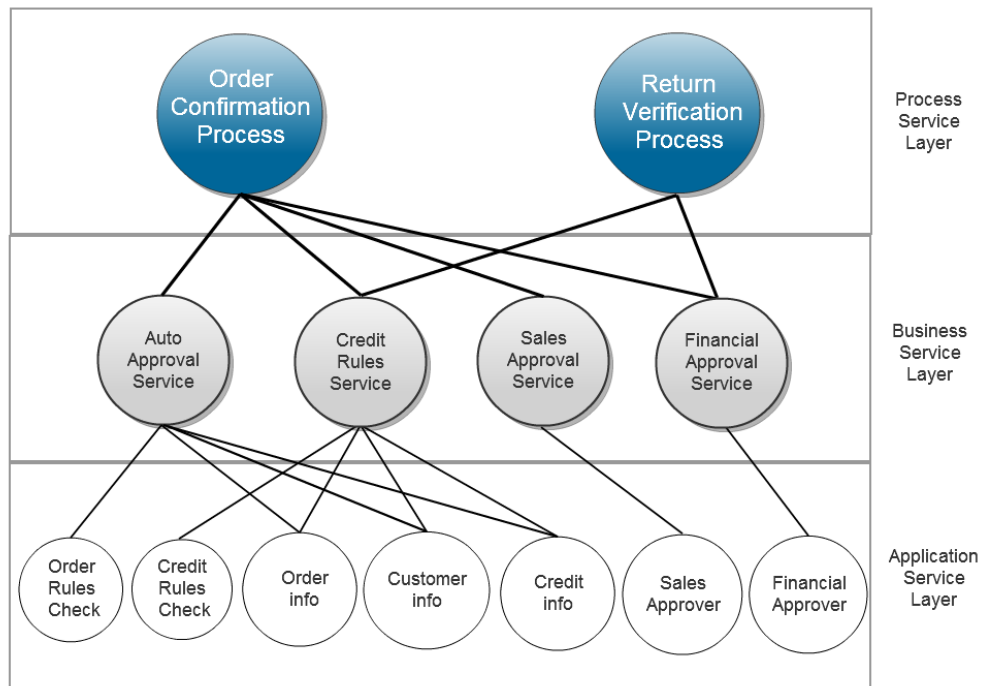 Order
Confirmation
Process
Return
Verification
Process
Process
Service
Layer
Auto
Approval
Service
Credit
Rules
Service
Sales
Approval
Service
Financial
Approval
Service
Business
Service
Layer
Order
Rules
Check
Credit
Rules
Check
Order
info
Customer
info
Credit
info
Sales
Approver
Financial
Approver
Application
Service
Layer